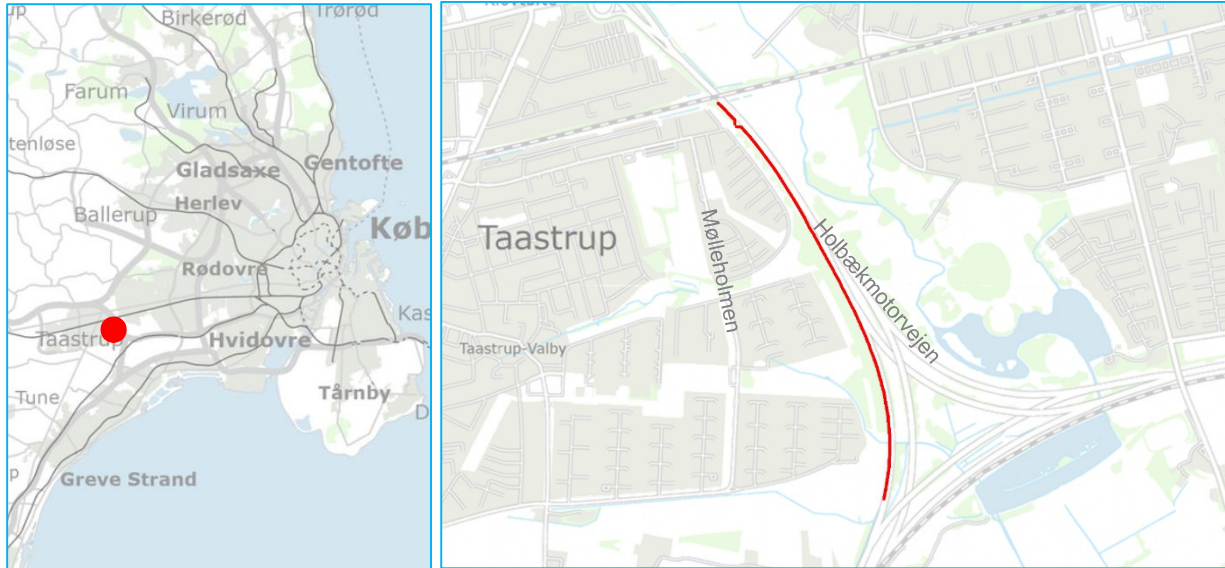 Trørød
Birkerød
Farum
Virum
tenløse
Gentofte
Gladsaxe
Herlev
Ballerup
Køb
Rødovre
Kas
Taastrup
Hvidovre
Tårnby
Tune
Greve Strand
Taastrup
Mølleholmen
Holbækmotorvejen
Taastrup-Valby